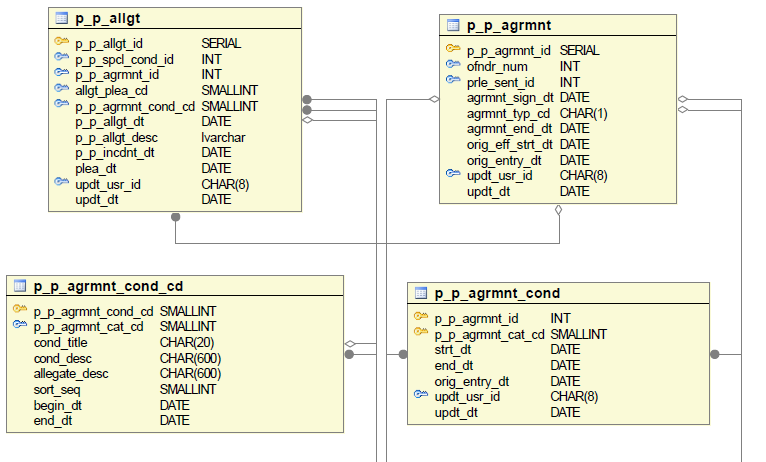 p_p_allgt
p_p_allgt_id SERIAL
p_p_spcl_cond_id INT
p_p_agrmnt_id INT
allgt_plea_cd SMALLINT
p_p_agrmnt_cond_cd SMALLINT
p_p_allgt_dt DATE
p_p_allgt_desc lvarchar
p_p_incdnt_dt DATE
plea_dt DATE
updt_usr_id CHAR(8)
updt_dt DATE
p_p_agrmnt
p_p_agrmnt_id SERIAL
ofndr_num INT
prle_sent_id INT
agrmnt_sign_dt DATE
agrmnt_typ_cd CHAR(1)
agrmnt_end_dt DATE
orig_eff_strt_dt DATE
orig_entry_dt DATE
updt_usr_id CHAR(8)
updt_dt DATE
p_p_agrmnt_cond_cd
p_p_agrmnt_cond_cd SMALLINT
p_p_agrmnt_cat_cd SMALLINT
cond_title CHAR(20)
cond_desc CHAR(600)
allegate_desc CHAR(600)
sort_seq SMALLINT
begin_dt DATE
end_dt DATE
p_p_agrmnt_cond
p_p_agrmnt_id INT
p_p_agrmnt_cat_cd SMALLINT
strt_dt DATE
end_dt DATE
orig_entry_dt DATE
updt_usr_id CHAR(8)
updt_dt DATE